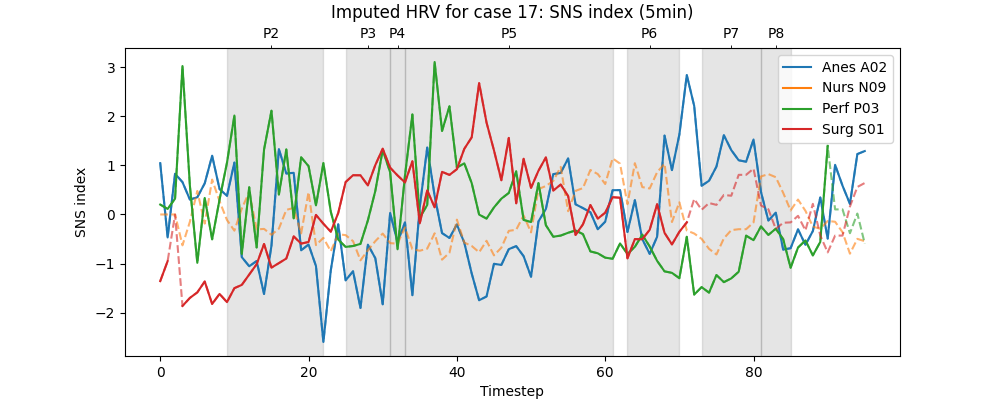 Imputed HRV for case 17: SNS index (5min)
P2 P3 P4 P5 P6 P7 P8
3
2
1
0
−1
−2
SNS index
Anes A02
Nurs N09
Perf P03
Surg S01
0 20 40 60 80
Timestep